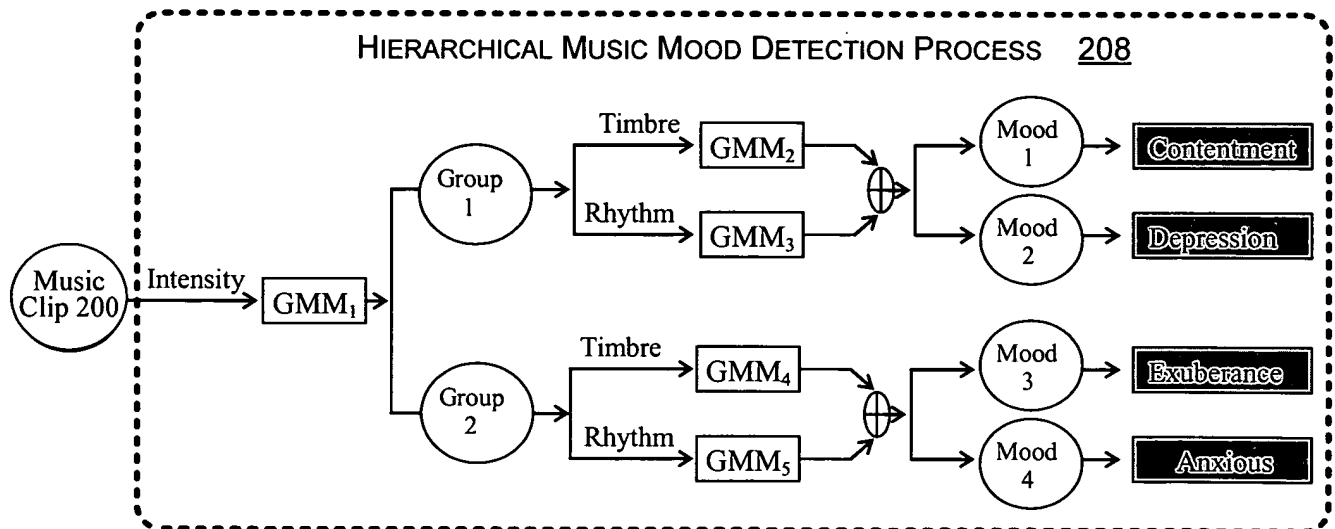 HIERARCHICAL MUSIC MOOD DETECTION PROCESS 208
Music
Clip 200
Intensity
GMM₁
Group
1
Timbre
GMM₂
Rhythm
GMM₃
Mood
1
Contentment
Mood
2
Depression
Group
2
Timbre
GMM₄
Rhythm
GMM₅
Mood
3
Exuberance
Mood
4
Anxious